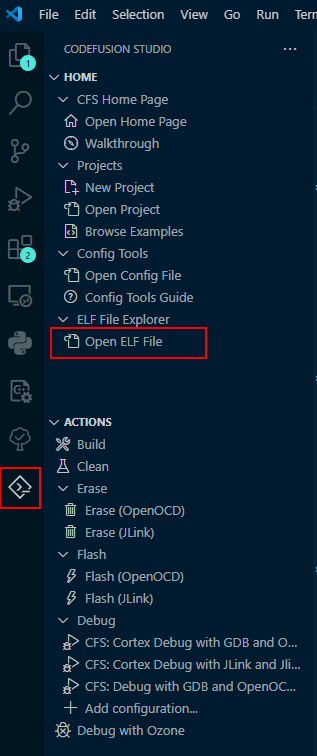 File Edit Selection View Go Run Term
CODEFUSION STUDIO
1
HOME
CFS Home Page
Open Home Page
Walkthrough
Projects
New Project
Open Project
Browse Examples
2
Config Tools
Open Config File
Config Tools Guide
ELF File Explorer
Open ELF File
ACTIONS
Build
Clean
Erase
Erase (OpenOCD)
Erase (JLink)
Flash
Flash (OpenOCD)
Flash (JLink)
Debug
CFS: Cortex Debug with GDB and O...
CFS: Cortex Debug with JLink and Jli...
CFS: Debug with GDB and OpenOC...
Add configuration...
Debug with Ozone